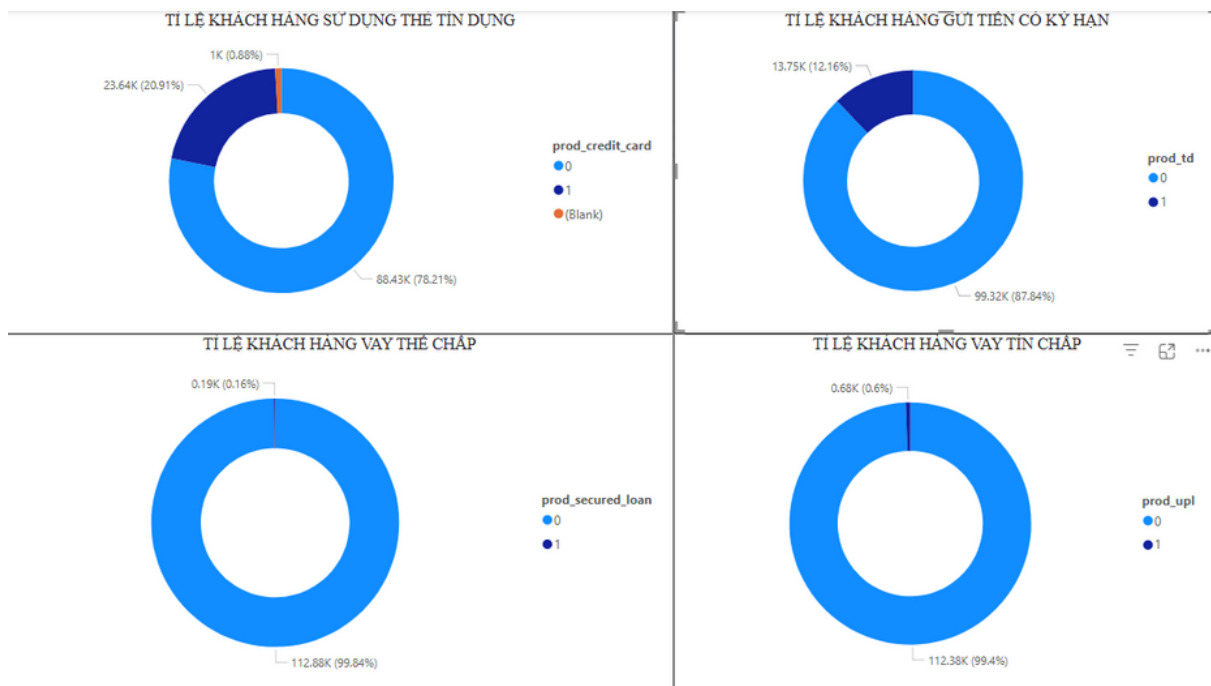 TỈ LỆ KHÁCH HÀNG SỬ DỤNG THẺ TÍN DỤNG
1K (0.88%)
23.64K (20.91%)
88.43K (78.21%)
prod_credit_card
0
1
(Blank)
TỈ LỆ KHÁCH HÀNG GỬI TIỀN CÓ KỲ HẠN
13.75K (12.16%)
99.32K (87.84%)
prod_td
0
1
TỈ LỆ KHÁCH HÀNG VAY THẾ CHẤP
0.19K (0.16%)
112.88K (99.84%)
prod_secured_loan
0
1
TỈ LỆ KHÁCH HÀNG VAY TÍN CHẤP
0.68K (0.6%)
112.38K (99.4%)
prod_upl
0
1